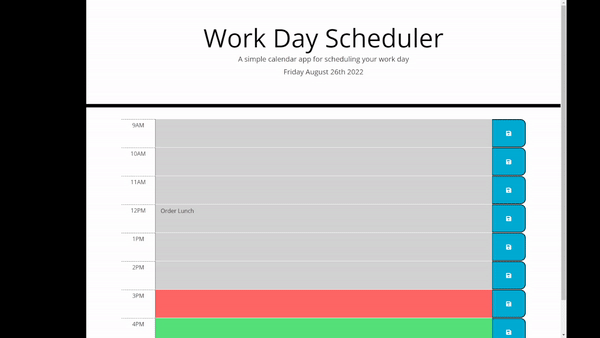 Work Day Scheduler
A simple calendar app for scheduling your work day
Friday August 26th 2022
9AM
10AM
11AM
12PM Order Lunch
1PM
2PM
3PM
4PM